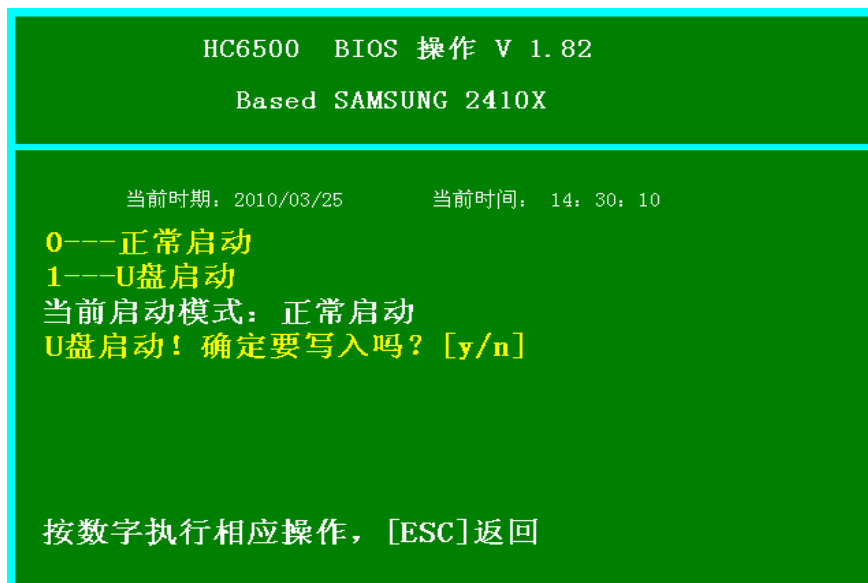 HC6500 BIOS 操作 V 1.82
Based SAMSUNG 2410X
当前时期：2010/03/25 当前时间： 14：30：10
0---正常启动
1---U盘启动
当前启动模式：正常启动
U盘启动！确定要写入吗？[y/n]
按数字执行相应操作，[ESC]返回